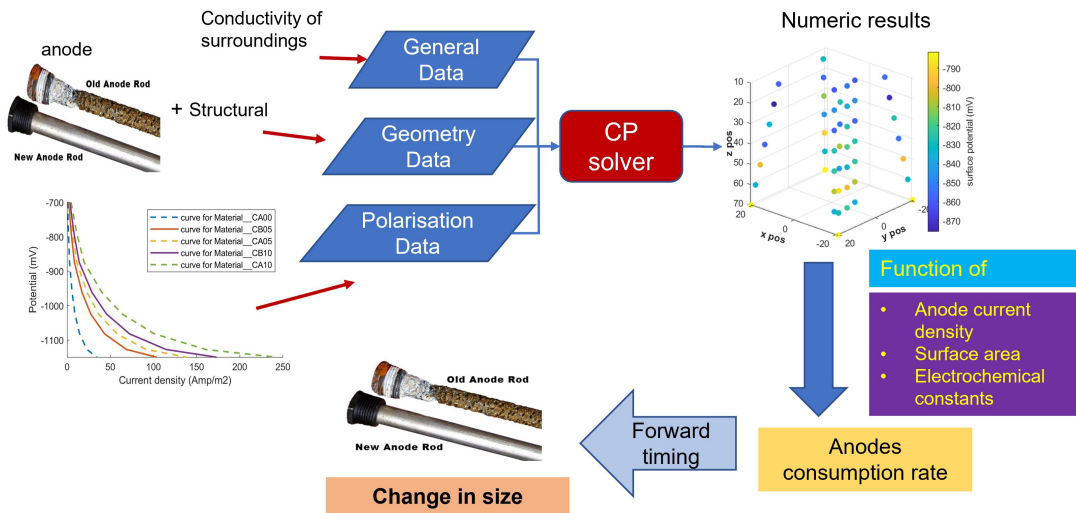 Conductivity of
surroundings
anode
Old Anode Rod
New Anode Rod
+ Structural
General
Data
Geometry
Data
Polarisation
Data
CP
solver
Numeric results
10
20
30
40
50
60
70
z pos
20
0
-20
x pos
20
0
-20
y pos
-790
-800
-810
-820
-830
-840
-850
-860
-870
surface potential (mV)
-700
-800
-900
-1000
-1100
Potential (mV)
curve for Material__CA00
curve for Material__CB05
curve for Material__CA05
curve for Material__CB10
curve for Material__CA10
0
50
100
150
200
250
Current density (Amp/m2)
Function of
• Anode current
density
• Surface area
• Electrochemical
constants
Anodes
consumption rate
Forward
timing
Old Anode Rod
New Anode Rod
Change in size